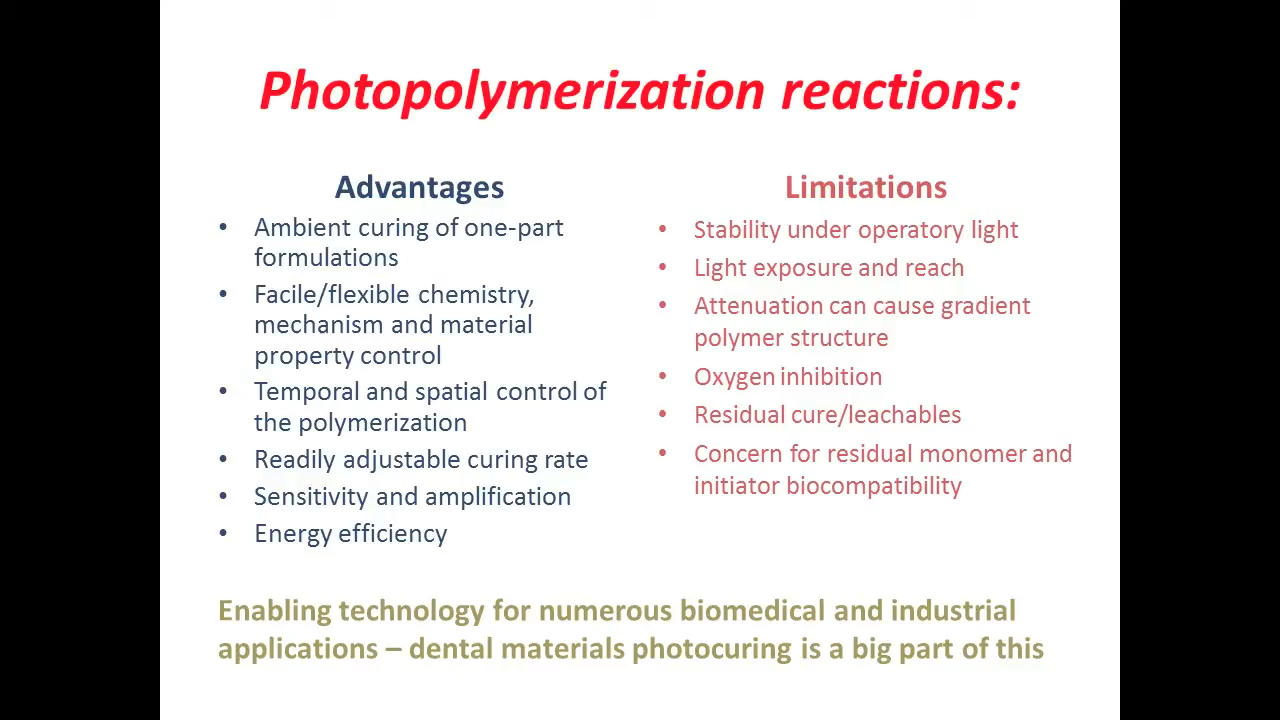 Photopolymerization reactions:
Advantages
• Ambient curing of one-part
formulations
• Facile/flexible chemistry,
mechanism and material
property control
• Temporal and spatial control of
the polymerization
• Readily adjustable curing rate
• Sensitivity and amplification
• Energy efficiency
Limitations
• Stability under operatory light
• Light exposure and reach
• Attenuation can cause gradient
polymer structure
• Oxygen inhibition
• Residual cure/leachables
• Concern for residual monomer and
initiator biocompatibility
Enabling technology for numerous biomedical and industrial
applications – dental materials photocuring is a big part of this